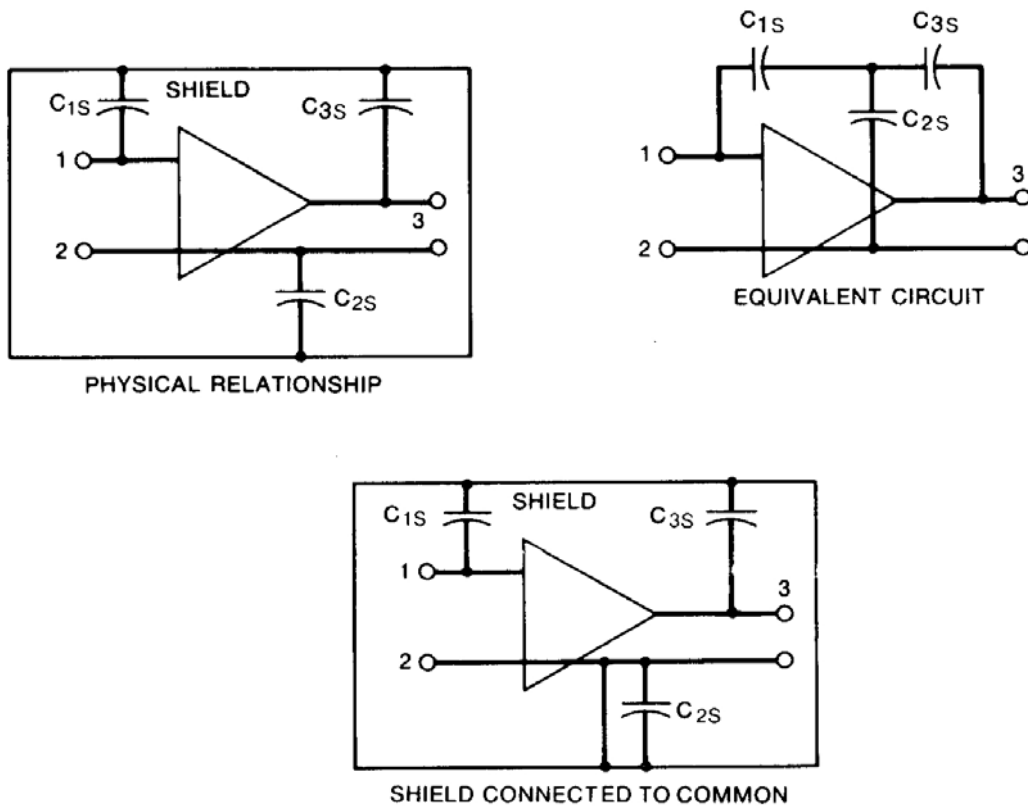 C1S
SHIELD
C3S
1
3
2
C2S
PHYSICAL RELATIONSHIP
C1S
C3S
C2S
1
3
2
EQUIVALENT CIRCUIT
C1S
SHIELD
C3S
1
3
2
C2S
SHIELD CONNECTED TO COMMON